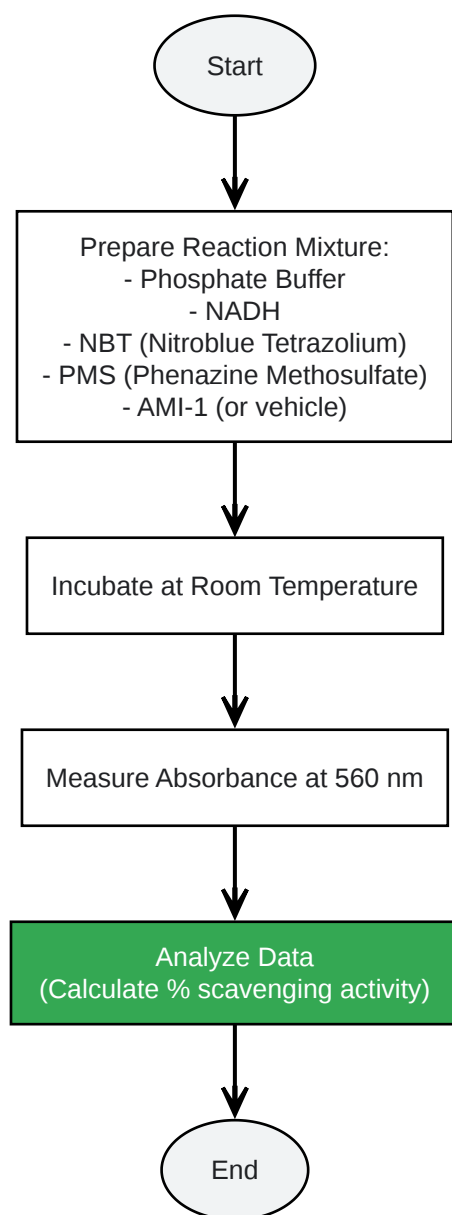 Start
Prepare Reaction Mixture:
- Phosphate Buffer
- NADH
- NBT (Nitroblue Tetrazolium)
- PMS (Phenazine Methosulfate)
- AMI-1 (or vehicle)
Incubate at Room Temperature
Measure Absorbance at 560 nm
Analyze Data
(Calculate % scavenging activity)
End